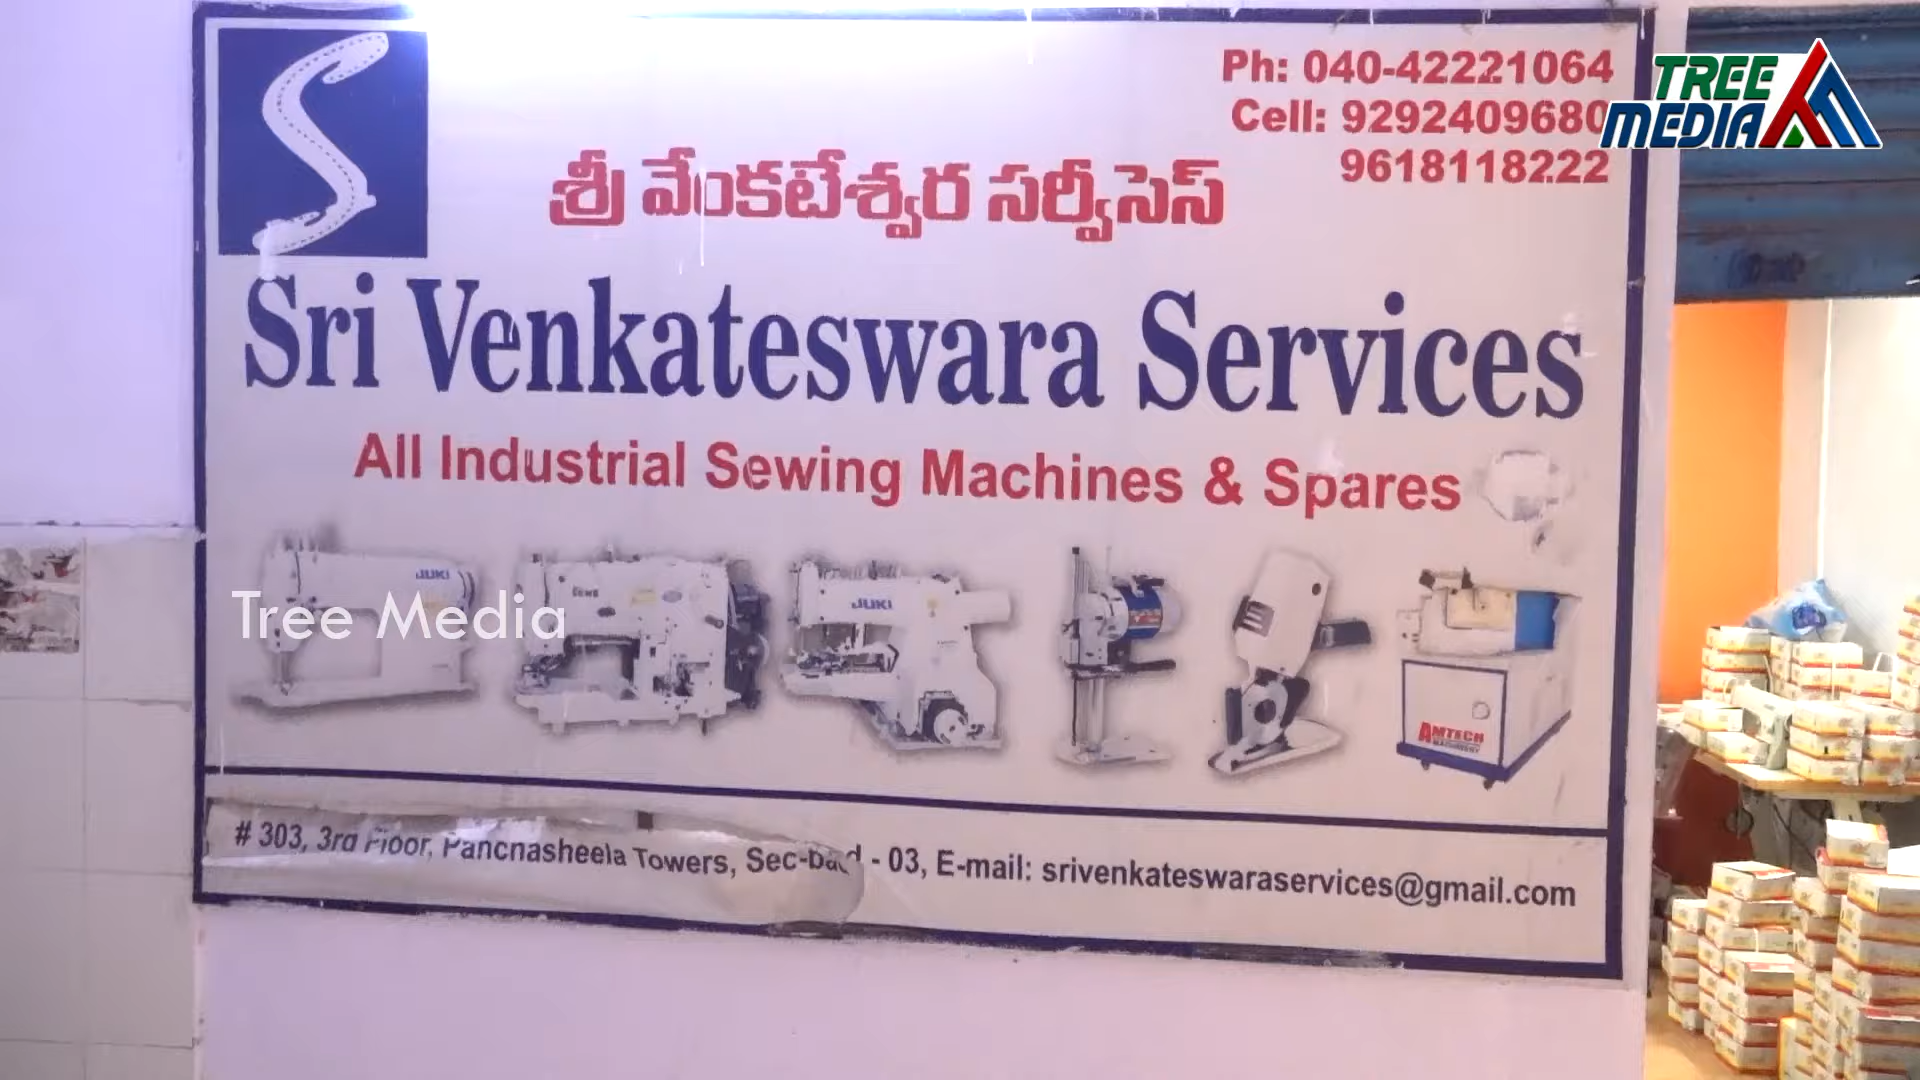 Ph: 040-42221064
Cell: 9292409680
9618118222
TREE
MEDIA
శ్రీ వేంకటేశ్వర సర్వీసెస్
Sri Venkateswara Services
All Industrial Sewing Machines & Spares
JUKI
JUKI
Tree Media
AMTECH
MACHINERY
# 303, 3rd Floor, Panchasheela Towers, Sec-bad - 03, E-mail: srivenkateswaraservices@gmail.com